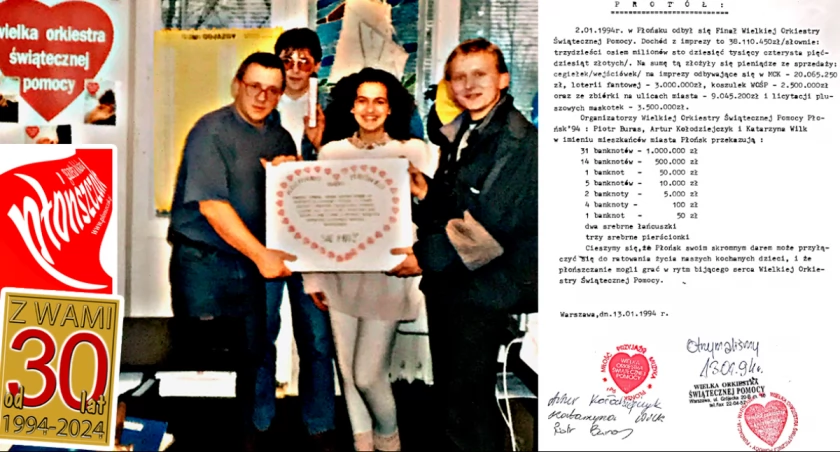 wielka orkiestra
świątecznej
pomocy
płońszczak
Z WAMI
od 30 lat
1994-2024
P R O T Ó Ł :
2.01.1994r. w Płońsku odbył się Finał Wielkiej Orkiestry
Świątecznej Pomocy. Dochód z imprezy to 38.110.450zł/słownie:
trzydzieści osiem milionów sto dziesięć tysięcy czterysta pięć-
dziesiąt złotych/. Na sumę tą złożyły się pieniądze ze sprzedaży:
cegiełek/wejściówek/ na imprezy odbywające się w MCK - 20.065.250
zł, loterii fantowej - 3.000.000zł, koszulek WOŚP - 2.500.000zł
oraz ze zbiórki na ulicach miasta - 9.045.200zł i licytacji plu-
szowych maskotek - 3.500.000zł.
Organizatorzy Wielkiej Orkiestry Świątecznej Pomocy Pło-
ńsk'94 : Piotr Buras, Artur Kołodziejczyk i Katarzyna Wilk
w imieniu mieszkańców miasta Płońsk przekazują :
31 banknotów - 1.000.000 zł
14 banknotów - 500.000 zł
1 banknot - 50.000 zł
5 banknotów - 10.000 zł
2 banknoty - 5.000 zł
4 banknoty - 100 zł
1 banknot - 50 zł
dwa srebrne łańcuszki
trzy srebrne pierścionki
Cieszymy się,że Płońsk swoim skromnym darem może przyłą-
czyć się do ratowania życia naszych kochanych dzieci, i że
płońszczanie mogli grać w rytm bijącego serca Wielkiej Orkie-
stry Świątecznej Pomocy.
Warszawa,dn.13.01.1994 r.
Otrzymaliśmy
13.01.94r.
WIELKA ORKIESTRA
ŚWIĄTECZNEJ POMOCY
WIELKA
ORKIESTRA
ŚWIĄTECZNEJ
POMOCY
Artur Kołodziejczyk
Katarzyna Wilk
Piotr Buras